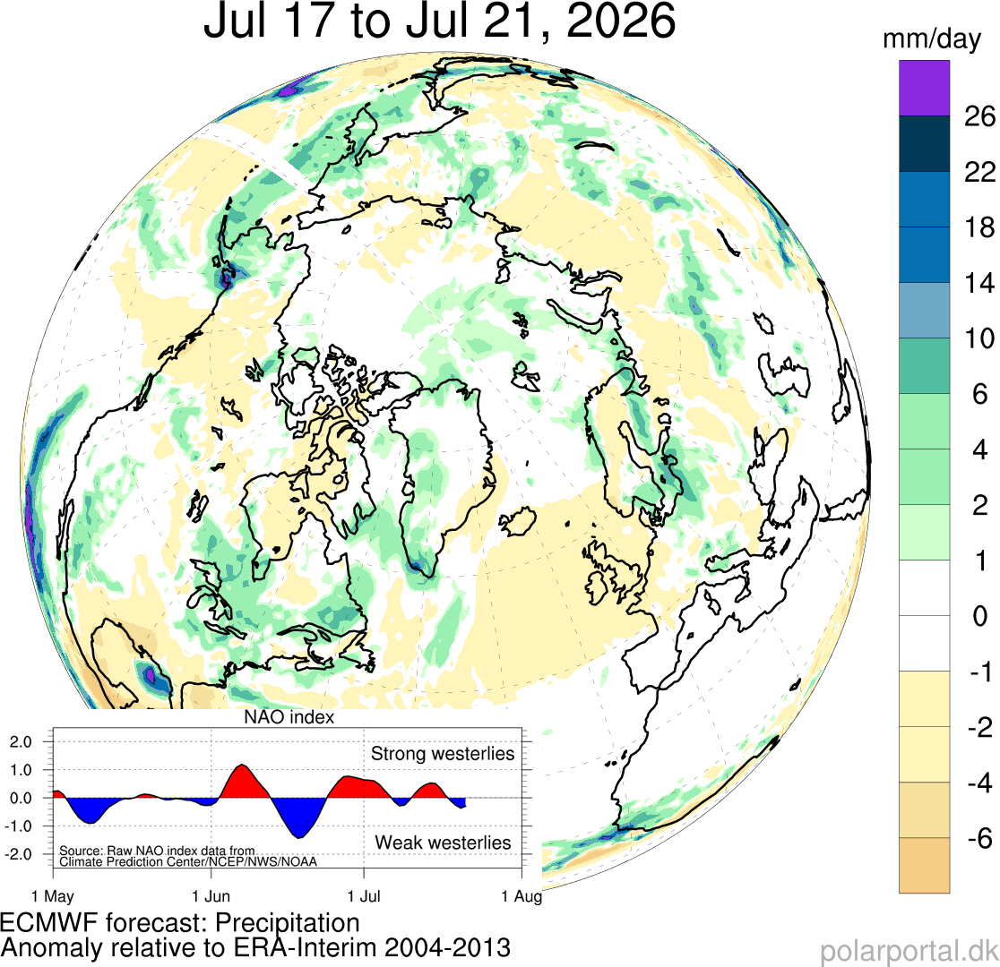 Jul 17 to Jul 21, 2026
mm/day
26
22
18
14
10
6
4
2
1
0
-1
-2
-4
-6
NAO index
2.0
1.0
0.0
-1.0
-2.0
Strong westerlies
Weak westerlies
Source: Raw NAO index data from
Climate Prediction Center/NCEP/NWS/NOAA
1 May
1 Jun
1 Jul
1 Aug
ECMWF forecast: Precipitation
Anomaly relative to ERA-Interim 2004-2013
polarportal.dk